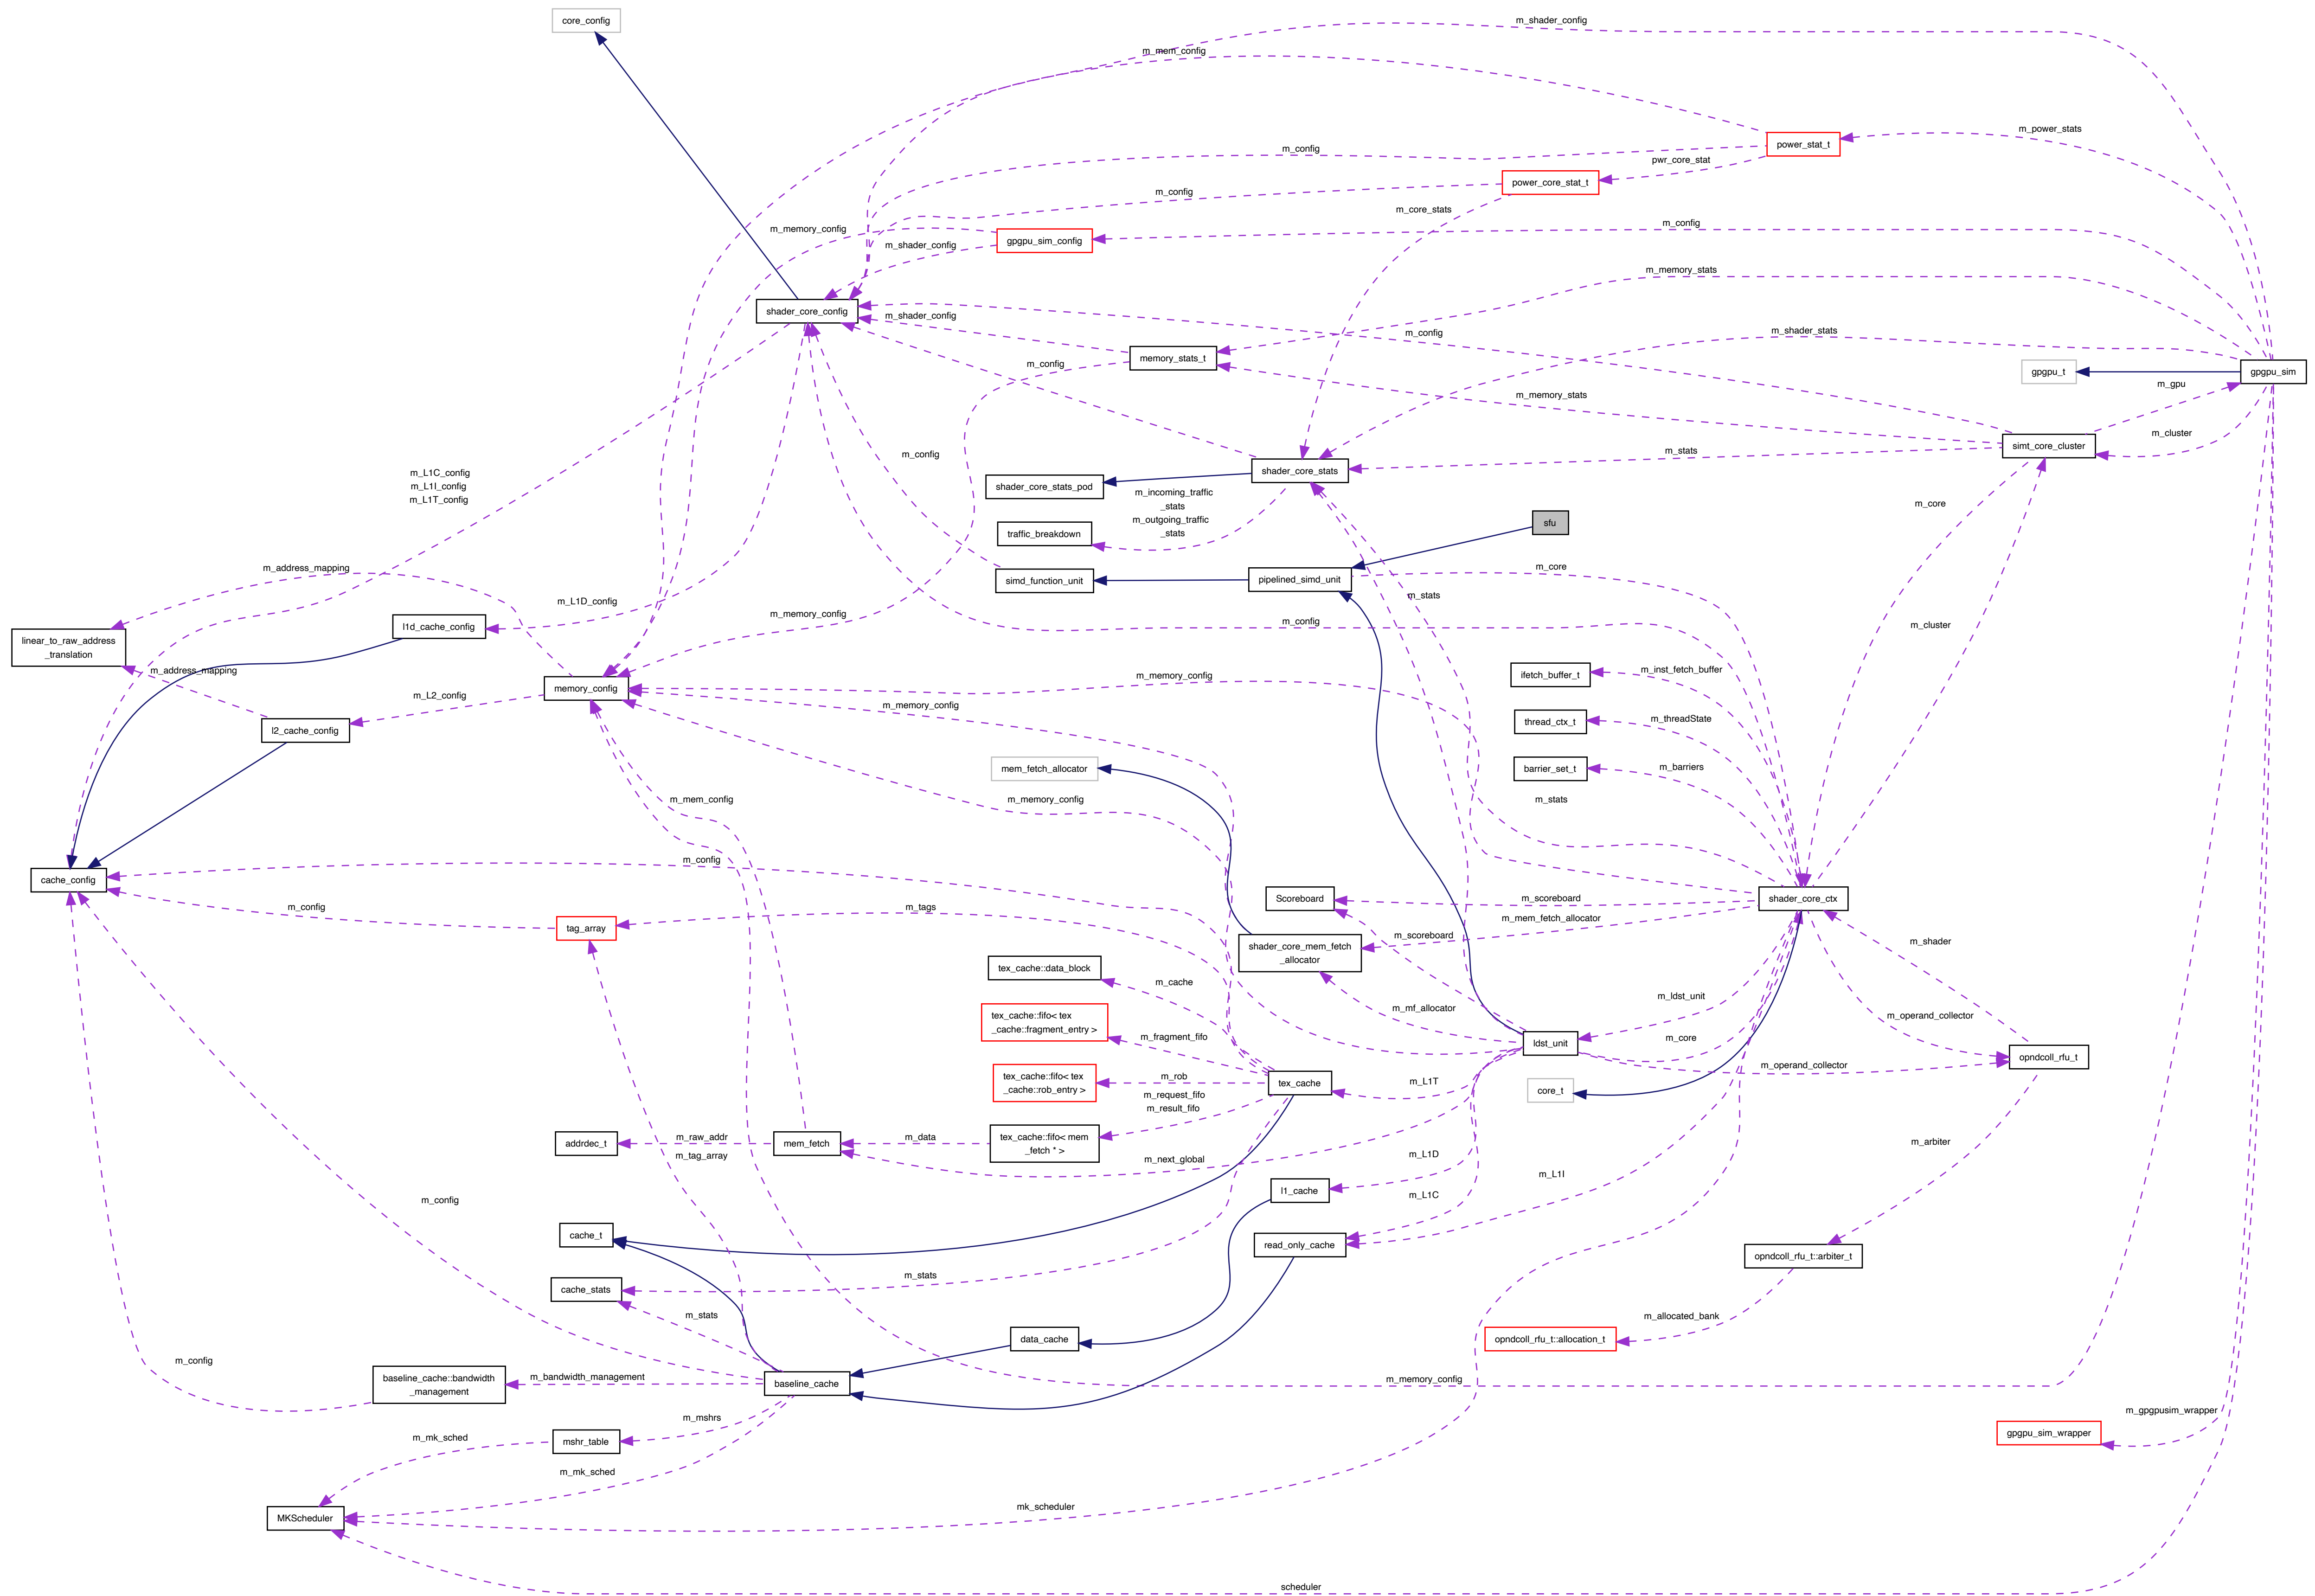 core_config
m_shader_config
m_mem_config
m_power_stats
power_stat_t
m_config
pwr_core_stat
power_core_stat_t
m_config
m_core_stats
m_memory_config
m_config
gpgpu_sim_config
m_shader_config
m_memory_stats
shader_core_config
m_shader_config
m_config
m_shader_stats
memory_stats_t
m_config
gpgpu_t
gpgpu_sim
m_gpu
m_memory_stats
m_cluster
simt_core_cluster
m_config
m_stats
m_L1C_config
m_L1I_config
m_L1T_config
shader_core_stats
shader_core_stats_pod
m_incoming_traffic
_stats
m_outgoing_traffic
_stats
m_core
traffic_breakdown
sfu
m_address_mapping
simd_function_unit
pipelined_simd_unit
m_core
m_stats
m_L1D_config
m_memory_config
m_config
m_cluster
l1d_cache_config
linear_to_raw_address
_translation
m_address_mapping
m_inst_fetch_buffer
ifetch_buffer_t
m_memory_config
memory_config
m_L2_config
m_memory_config
m_threadState
thread_ctx_t
l2_cache_config
mem_fetch_allocator
m_barriers
barrier_set_t
m_mem_config
m_memory_config
m_stats
m_config
cache_config
Scoreboard
m_scoreboard
shader_core_ctx
m_config
m_tags
m_mem_fetch_allocator
tag_array
m_scoreboard
m_shader
shader_core_mem_fetch
_allocator
tex_cache::data_block
m_cache
m_ldst_unit
m_mf_allocator
tex_cache::fifo< tex
_cache::fragment_entry >
m_operand_collector
m_fragment_fifo
ldst_unit
m_core
opndcoll_rfu_t
m_operand_collector
tex_cache::fifo< tex
_cache::rob_entry >
m_rob
tex_cache
m_L1T
core_t
m_request_fifo
m_result_fifo
addrdec_t
m_raw_addr
m_tag_array
mem_fetch
m_data
tex_cache::fifo< mem
_fetch * >
m_arbiter
m_next_global
m_L1D
m_L1I
l1_cache
m_L1C
m_config
cache_t
read_only_cache
opndcoll_rfu_t::arbiter_t
m_stats
cache_stats
m_stats
m_allocated_bank
data_cache
opndcoll_rfu_t::allocation_t
m_config
baseline_cache::bandwidth
_management
m_bandwidth_management
baseline_cache
m_memory_config
m_mshrs
m_gpgpusim_wrapper
m_mk_sched
mshr_table
gpgpu_sim_wrapper
m_mk_sched
mk_scheduler
MKScheduler
scheduler